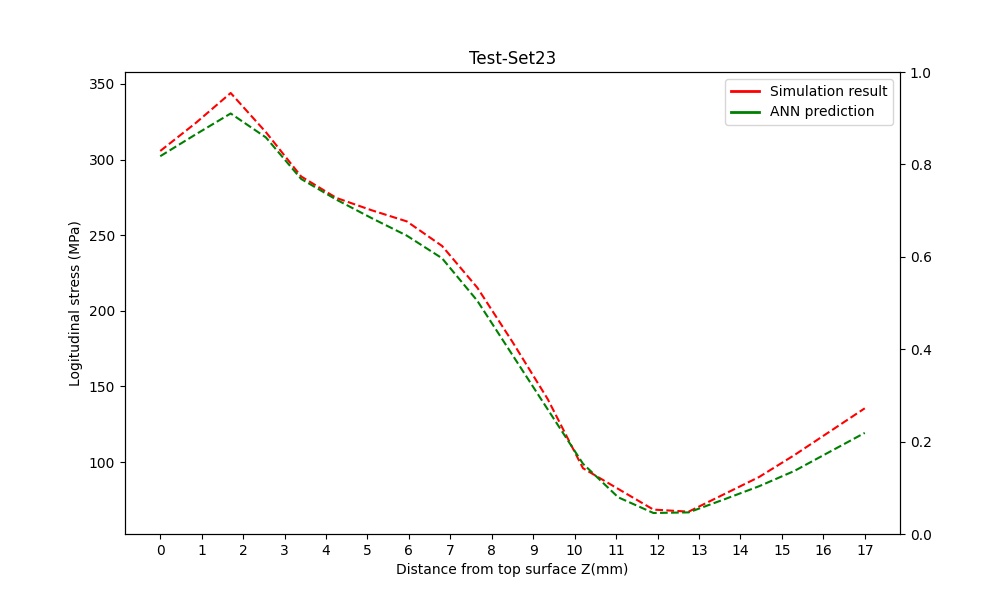 Test-Set23
Simulation result
ANN prediction
Logitudinal stress (MPa)
350
300
250
200
150
100
1.0
0.8
0.6
0.4
0.2
0.0
0 1 2 3 4 5 6 7 8 9 10 11 12 13 14 15 16 17
Distance from top surface Z(mm)